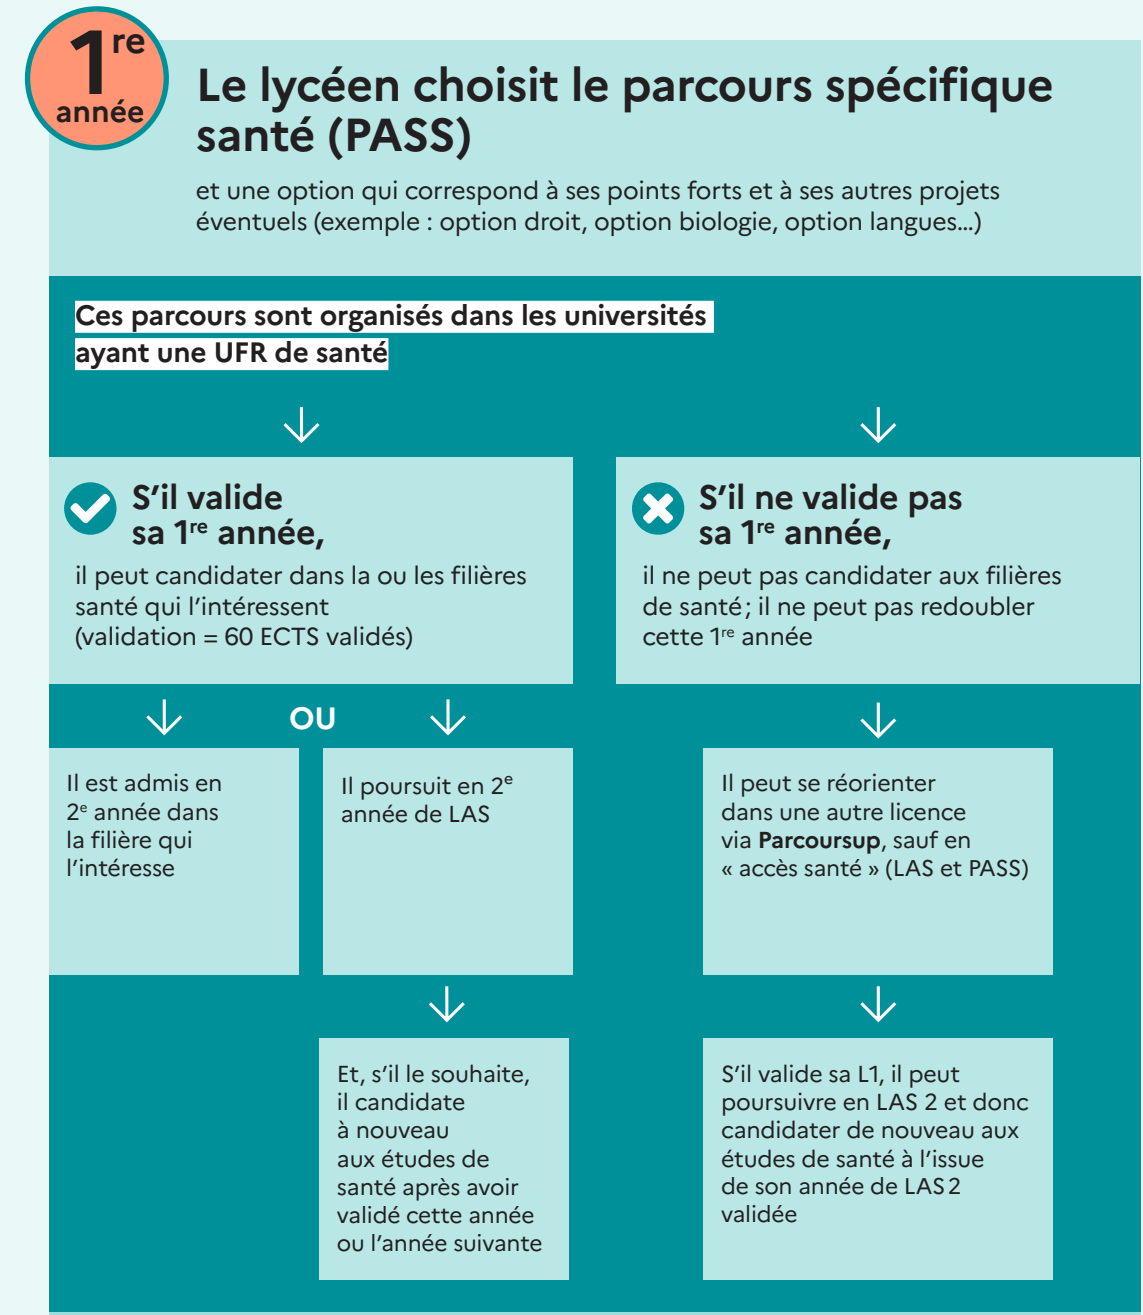 1re
année
Le lycéen choisit le parcours spécifique
santé (PASS)
et une option qui correspond à ses points forts et à ses autres projets
éventuels (exemple : option droit, option biologie, option langues…)
Ces parcours sont organisés dans les universités
ayant une UFR de santé
S’il valide
sa 1re année,
il peut candidater dans la ou les filières
santé qui l'intéressent
(validation = 60 ECTS validés)
S’il ne valide pas
sa 1re année,
il ne peut pas candidater aux filières
de santé ; il ne peut pas redoubler
cette 1re année
OU
Il est admis en
2e année dans
la filière qui
l’intéresse
Il poursuit en 2e
année de LAS
Il peut se réorienter
dans une autre licence
via Parcoursup, sauf en
« accès santé » (LAS et PASS)
Et, s’il le souhaite,
il candidate
à nouveau
aux études de
santé après avoir
validé cette année
ou l’année suivante
S’il valide sa L1, il peut
poursuivre en LAS 2 et donc
candidater de nouveau aux
études de santé à l’issue
de son année de LAS 2
validée